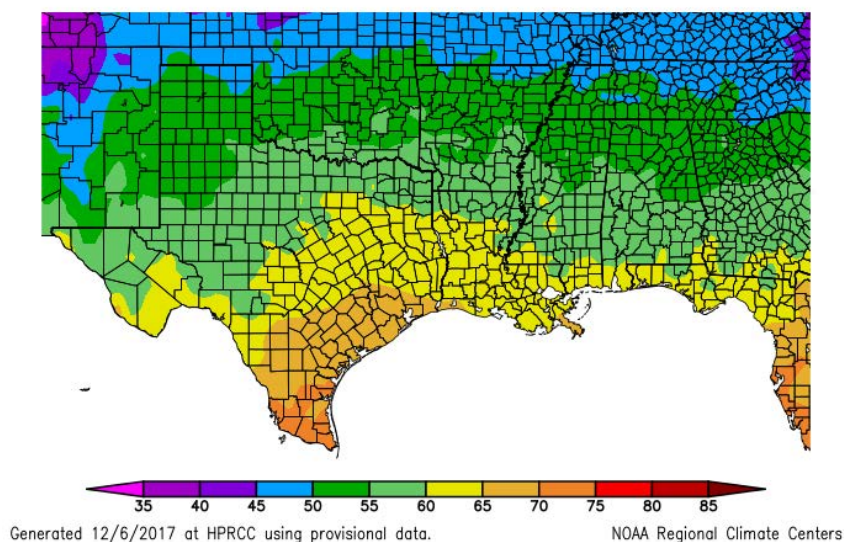 35 40 45 50 55 60 65 70 75 80 85
Generated 12/6/2017 at HPRCC using provisional data. NOAA Regional Climate Centers